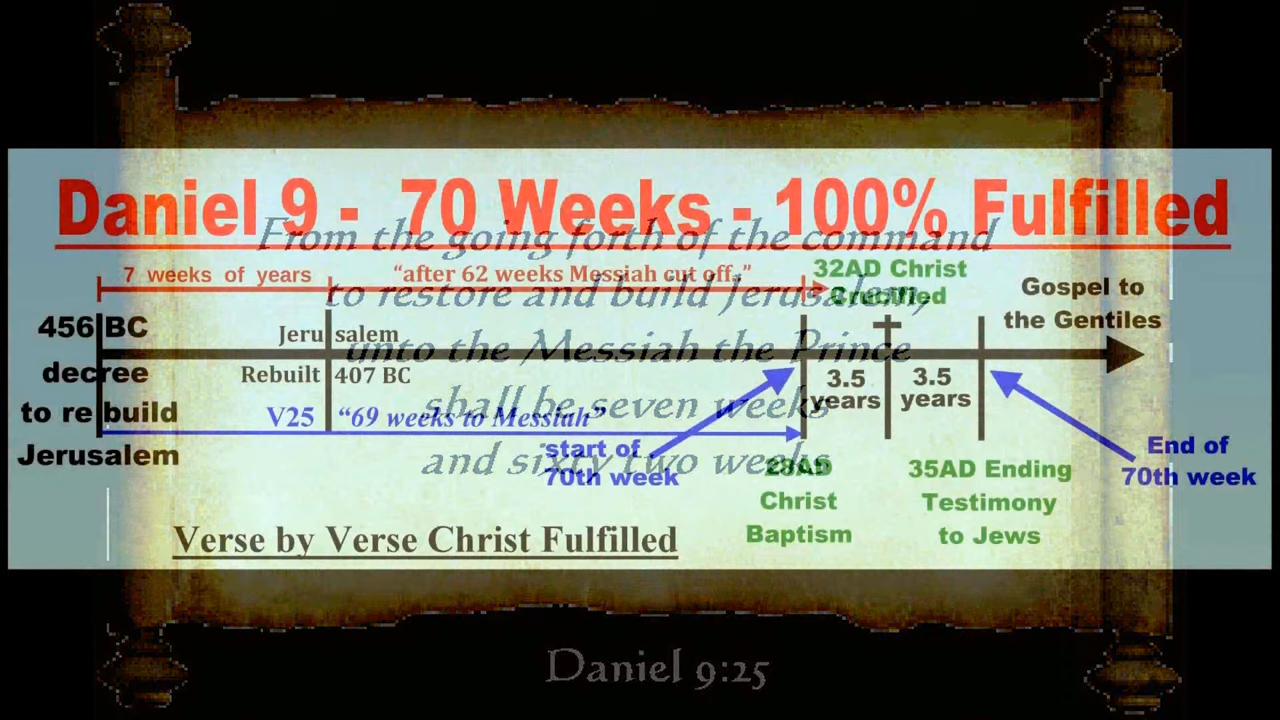 Daniel 9 - 70 Weeks - 100% Fulfilled
From the going forth of the command
to restore and build Jerusalem,
unto the Messiah the Prince
shall be seven weeks
and sixty two weeks
7 weeks of years
“after 62 weeks Messiah cut off.”
32AD Christ
Crucified
Gospel to
the Gentiles
456 BC
decree
to re build
Jerusalem
Jeru salem
Rebuilt 407 BC
V25 “69 weeks to Messiah”
3.5
years
3.5
years
start of
70th week
28AD
Christ
Baptism
35AD Ending
Testimony
to Jews
End of
70th week
Verse by Verse Christ Fulfilled
Daniel 9:25